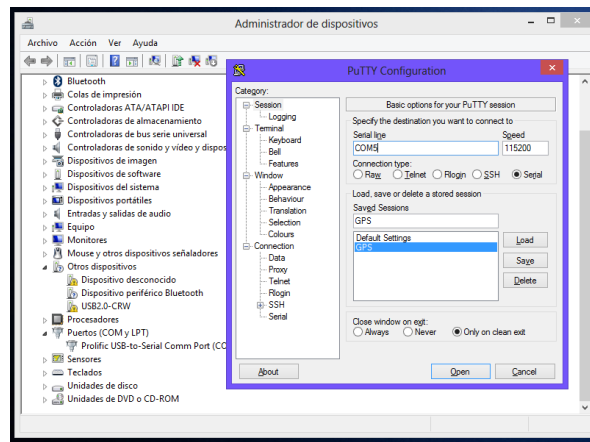 Administrador de dispositivos
Archivo Acción Ver Ayuda
Bluetooth
Colas de impresión
Controladoras ATA/ATAPI IDE
Controladoras de almacenamiento
Controladoras de bus serie universal
Controladoras de sonido y vídeo y dispos
Dispositivos de imagen
Dispositivos de software
Dispositivos del sistema
Dispositivos portátiles
Entradas y salidas de audio
Equipo
Monitores
Mouse y otros dispositivos señaladores
Otros dispositivos
Dispositivo desconocido
Dispositivo periférico Bluetooth
USB2.0-CRW
Procesadores
Puertos (COM y LPT)
Prolific USB-to-Serial Comm Port (CO
Sensores
Teclados
Unidades de disco
Unidades de DVD o CD-ROM
PuTTY Configuration
Category:
Session
Logging
Terminal
Keyboard
Bell
Features
Window
Appearance
Behaviour
Translation
Selection
Colours
Connection
Data
Proxy
Telnet
Rlogin
SSH
Serial
Basic options for your PuTTY session
Specify the destination you want to connect to
Serial line Speed
COM5 115200
Connection type:
Raw Telnet Rlogin SSH Serial
Load, save or delete a stored session
Saved Sessions
GPS
Default Settings
GPS
Load
Save
Delete
Close window on exit:
Always Never Only on clean exit
About Open Cancel